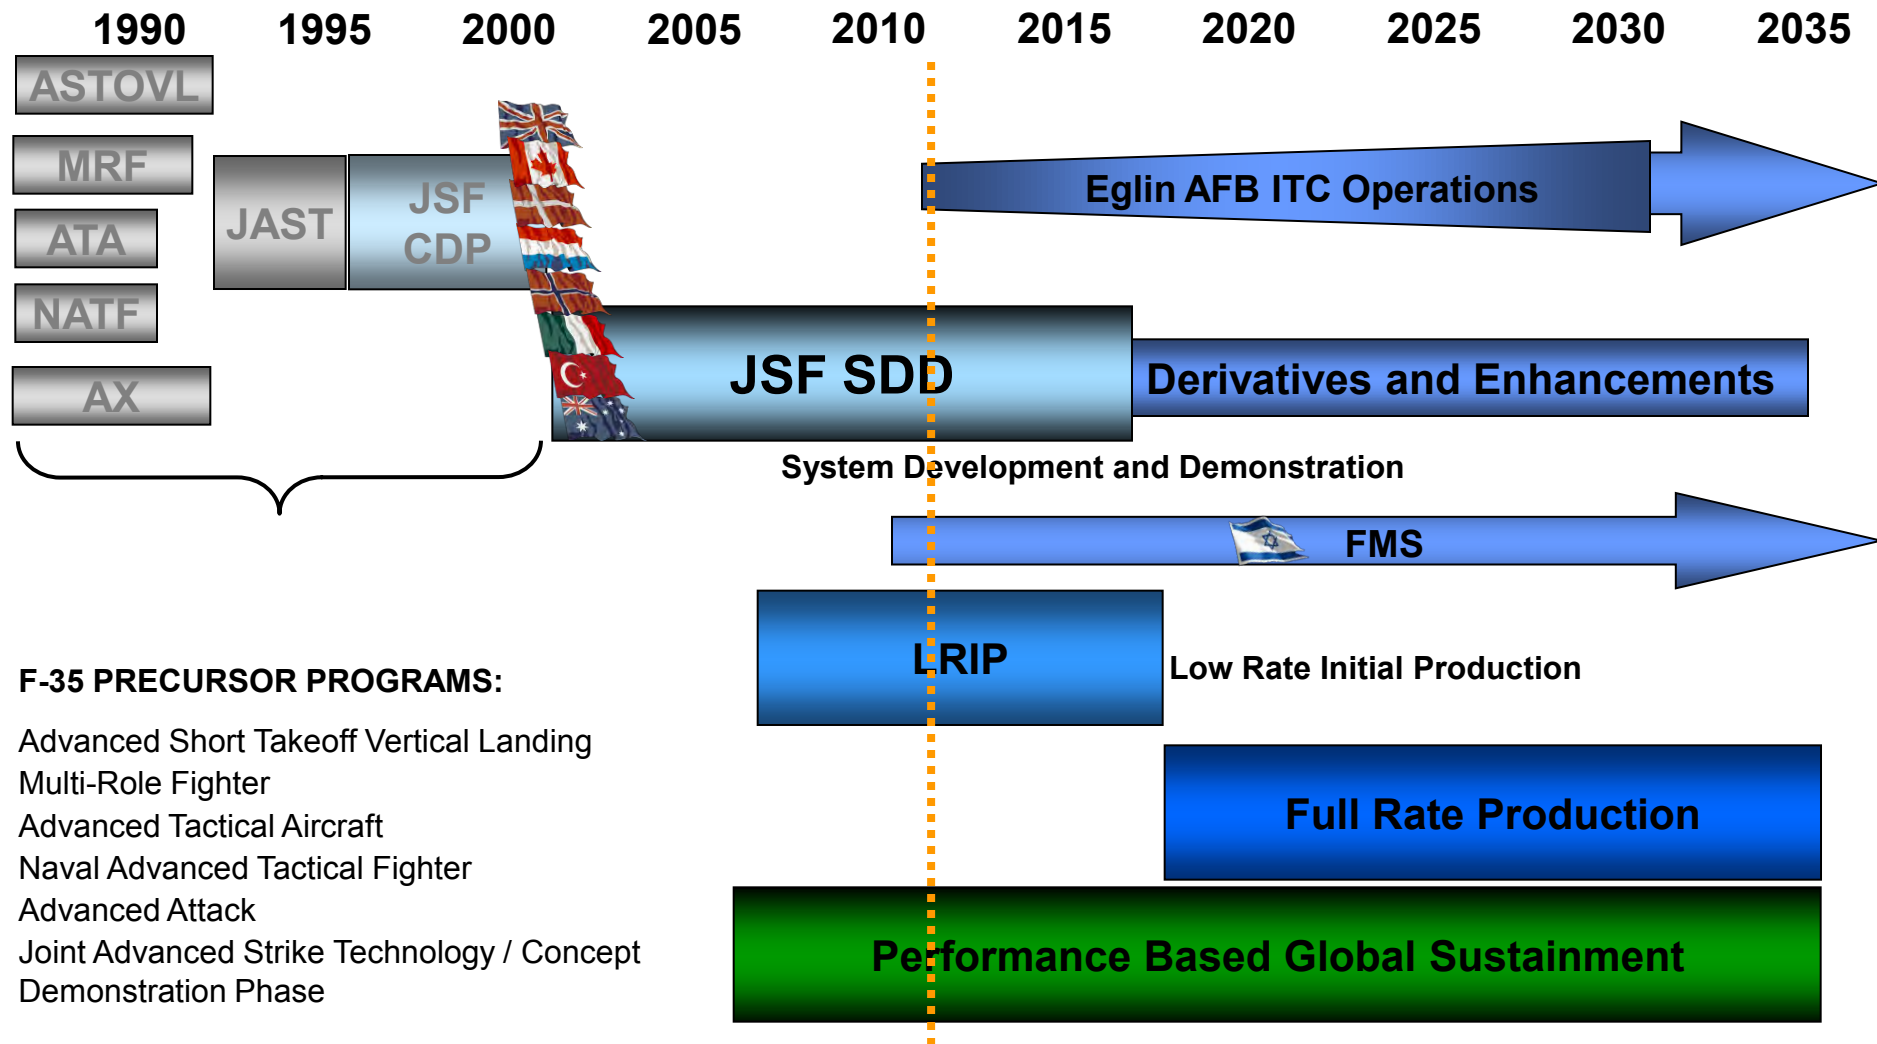 1990 1995 2000 2005 2010 2015 2020 2025 2030 2035
ASTOVL
MRF
ATA
NATF
AX
JAST
JSF
CDP
Eglin AFB ITC Operations
JSF SDD
Derivatives and Enhancements
System Development and Demonstration
FMS
LRIP
Low Rate Initial Production
Full Rate Production
Performance Based Global Sustainment
F-35 PRECURSOR PROGRAMS:
Advanced Short Takeoff Vertical Landing
Multi-Role Fighter
Advanced Tactical Aircraft
Naval Advanced Tactical Fighter
Advanced Attack
Joint Advanced Strike Technology / Concept
Demonstration Phase